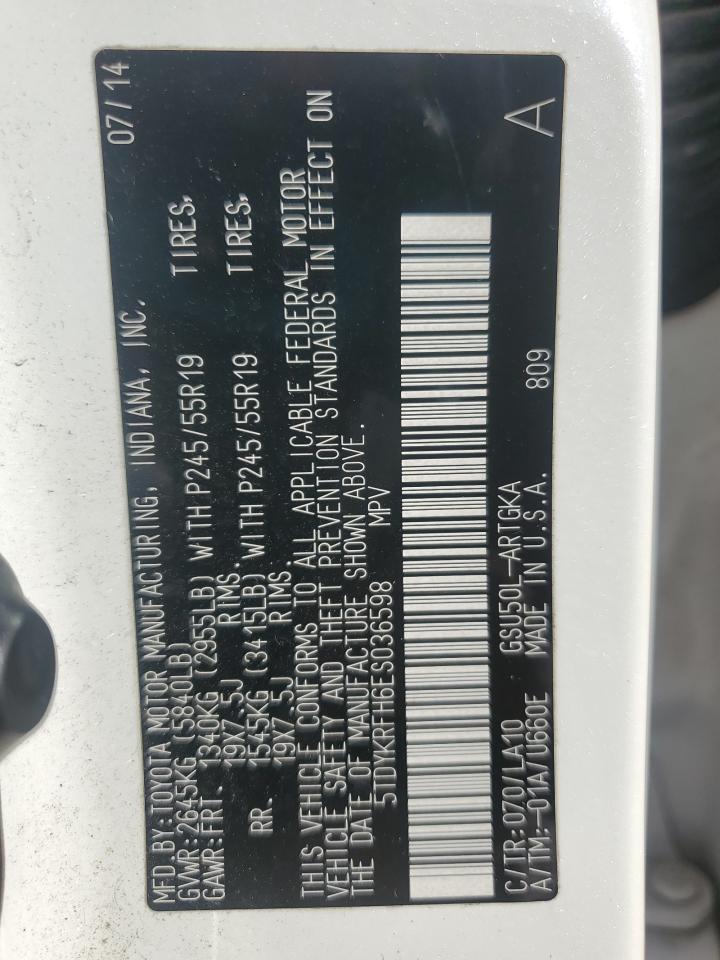 MFD. BY: TOYOTA MOTOR MANUFACTURING, INDIANA, INC. 07/14
GVWR: 2645KG (5840LB)
GAWR: FRT. 1340KG (2955LB) WITH P245/55R19 TIRES,
19X7.5J RIMS.
RR. 1545KG (3415LB) WITH P245/55R19 TIRES,
19X7.5J RIMS.
THIS VEHICLE CONFORMS TO ALL APPLICABLE FEDERAL MOTOR
VEHICLE SAFETY AND THEFT PREVENTION STANDARDS IN EFFECT ON
THE DATE OF MANUFACTURE SHOWN ABOVE.
5TDYKRFH6ES036598 MPV
C/TR: 070/LA10 GSU50L-ARTGKA
A/TM: -01A/U660E MADE IN U.S.A. 809 A